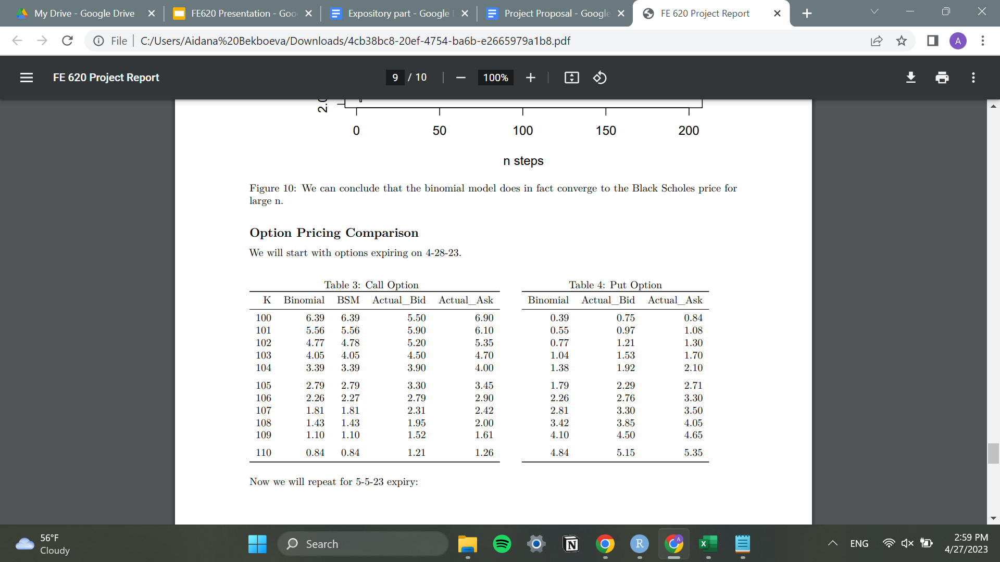 My Drive - Google Drive
FE620 Presentation - Goo
Expository part - Google
Project Proposal - Google
FE 620 Project Report
File
C:/Users/Aidana%20Bekboeva/Downloads/4cb38bc8-20ef-4754-ba6b-e2665979a1b8.pdf
A
FE 620 Project Report
9 / 10
100%
2.0
0 50 100 150 200
n steps
Figure 10: We can conclude that the binomial model does in fact converge to the Black Scholes price for
large n.
Option Pricing Comparison
We will start with options expiring on 4-28-23.
Table 3: Call Option
K Binomial BSM Actual_Bid Actual_Ask
100 6.39 6.39 5.50 6.90
101 5.56 5.56 5.90 6.10
102 4.77 4.78 5.20 5.35
103 4.05 4.05 4.50 4.70
104 3.39 3.39 3.90 4.00
105 2.79 2.79 3.30 3.45
106 2.26 2.27 2.79 2.90
107 1.81 1.81 2.31 2.42
108 1.43 1.43 1.95 2.00
109 1.10 1.10 1.52 1.61
110 0.84 0.84 1.21 1.26
Table 4: Put Option
Binomial Actual_Bid Actual_Ask
0.39 0.75 0.84
0.55 0.97 1.08
0.77 1.21 1.30
1.04 1.53 1.70
1.38 1.92 2.10
1.79 2.29 2.71
2.26 2.76 3.30
2.81 3.30 3.50
3.42 3.85 4.05
4.10 4.50 4.65
4.84 5.15 5.35
Now we will repeat for 5-5-23 expiry:
56°F
Cloudy
Search
N
R
A
X
ENG
2:59 PM
4/27/2023